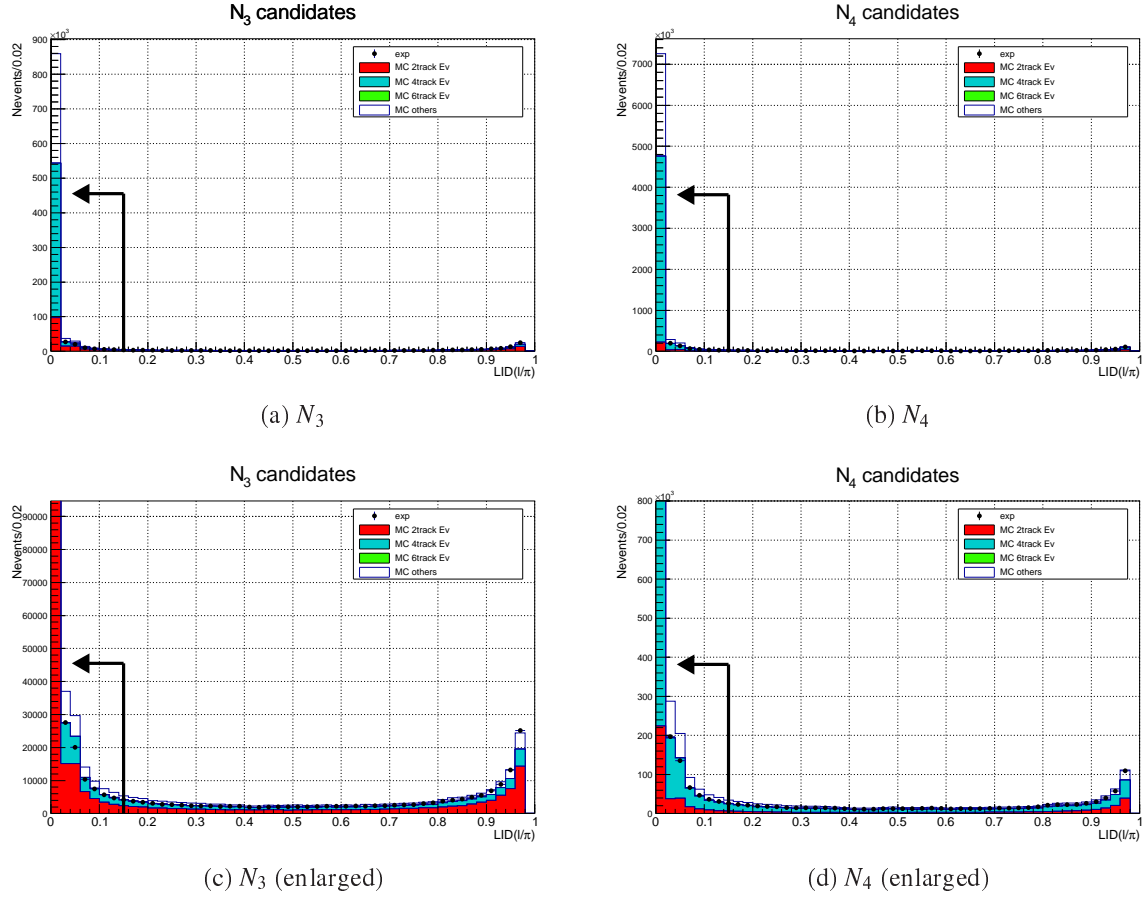 N3 candidates
×10³
Nevents/0.02
900
800
700
600
500
400
300
200
100
0
exp
MC 2track Ev
MC 4track Ev
MC 6track Ev
MC others
0 0.1 0.2 0.3 0.4 0.5 0.6 0.7 0.8 0.9 1
LID(l/π)
(a) N3
N4 candidates
×10³
Nevents/0.02
7000
6000
5000
4000
3000
2000
1000
0
exp
MC 2track Ev
MC 4track Ev
MC 6track Ev
MC others
0 0.1 0.2 0.3 0.4 0.5 0.6 0.7 0.8 0.9 1
LID(l/π)
(b) N4
N3 candidates
Nevents/0.02
90000
80000
70000
60000
50000
40000
30000
20000
10000
0
exp
MC 2track Ev
MC 4track Ev
MC 6track Ev
MC others
0 0.1 0.2 0.3 0.4 0.5 0.6 0.7 0.8 0.9 1
LID(l/π)
(c) N3 (enlarged)
N4 candidates
×10³
Nevents/0.02
800
700
600
500
400
300
200
100
0
exp
MC 2track Ev
MC 4track Ev
MC 6track Ev
MC others
0 0.1 0.2 0.3 0.4 0.5 0.6 0.7 0.8 0.9 1
LID(l/π)
(d) N4 (enlarged)